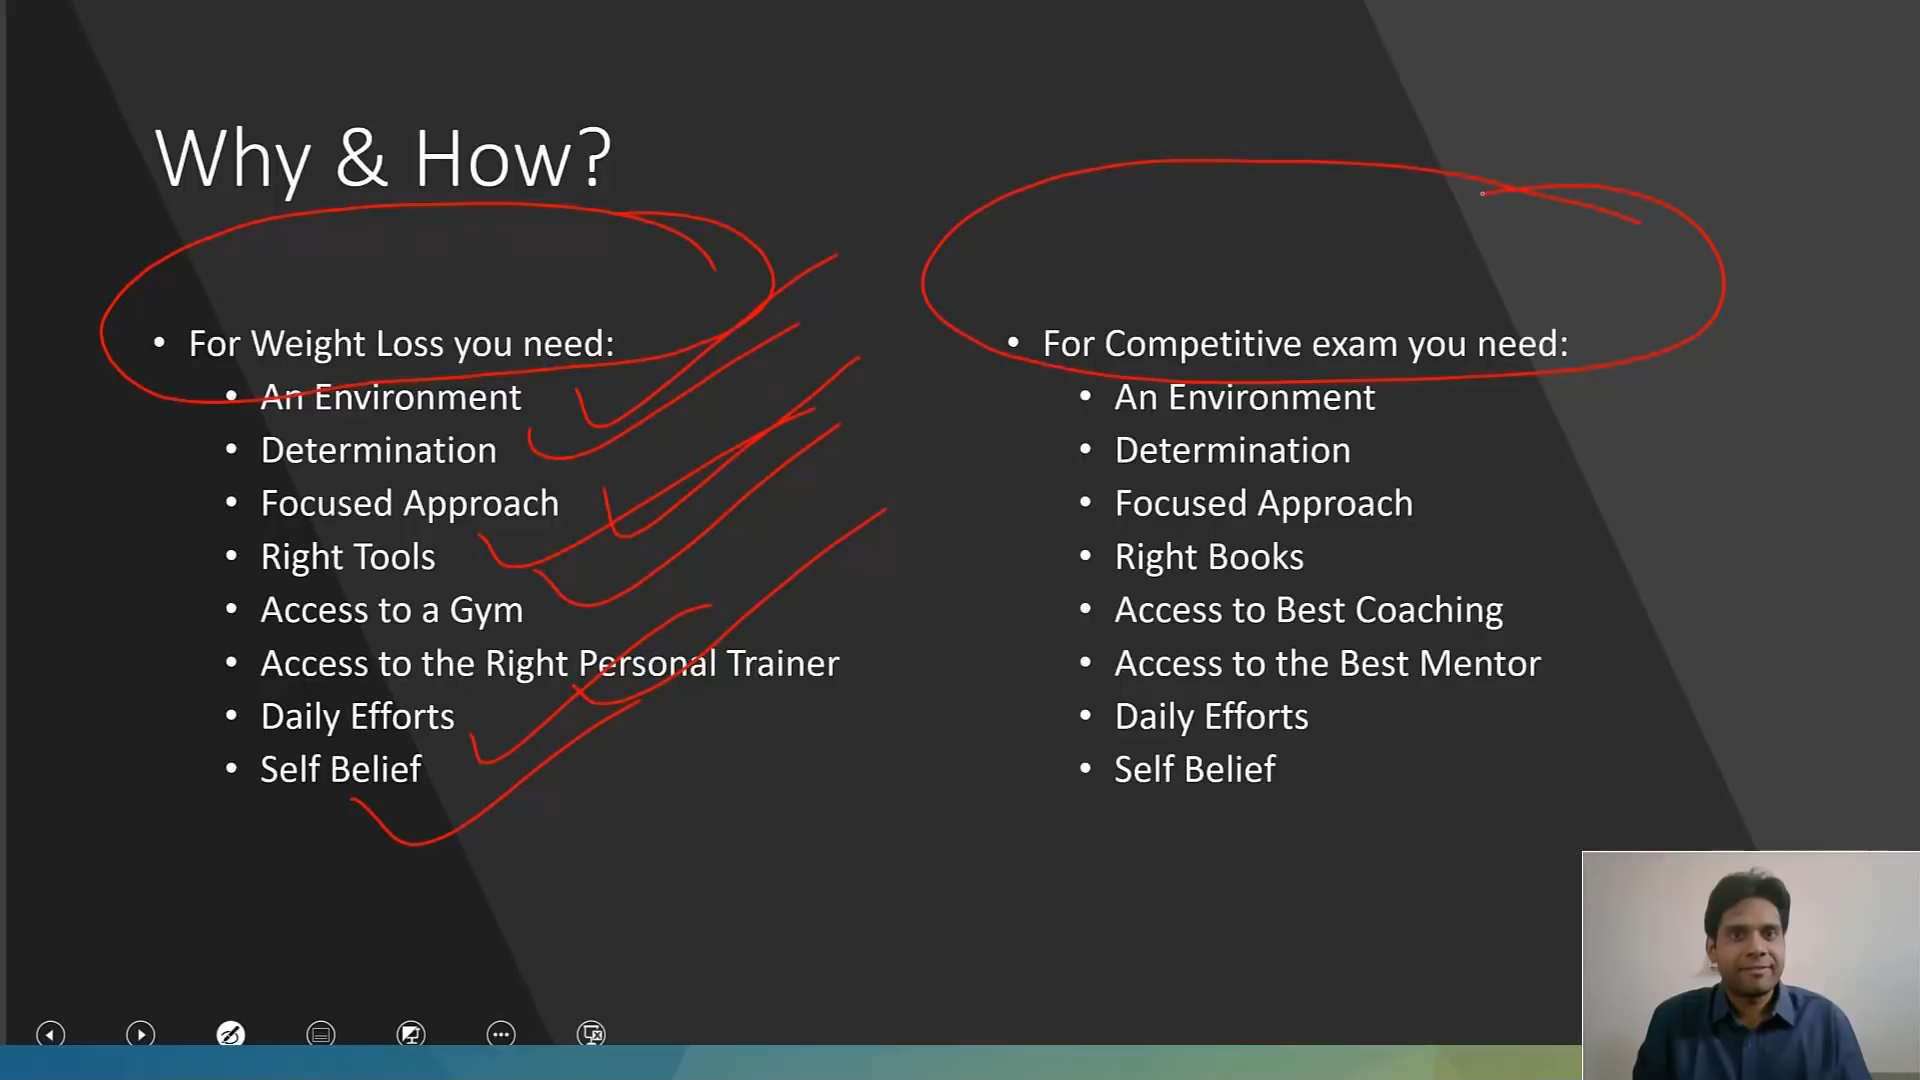 Why & How?
• For Weight Loss you need:
• An Environment
• Determination
• Focused Approach
• Right Tools
• Access to a Gym
• Access to the Right Personal Trainer
• Daily Efforts
• Self Belief
• For Competitive exam you need:
• An Environment
• Determination
• Focused Approach
• Right Books
• Access to Best Coaching
• Access to the Best Mentor
• Daily Efforts
• Self Belief